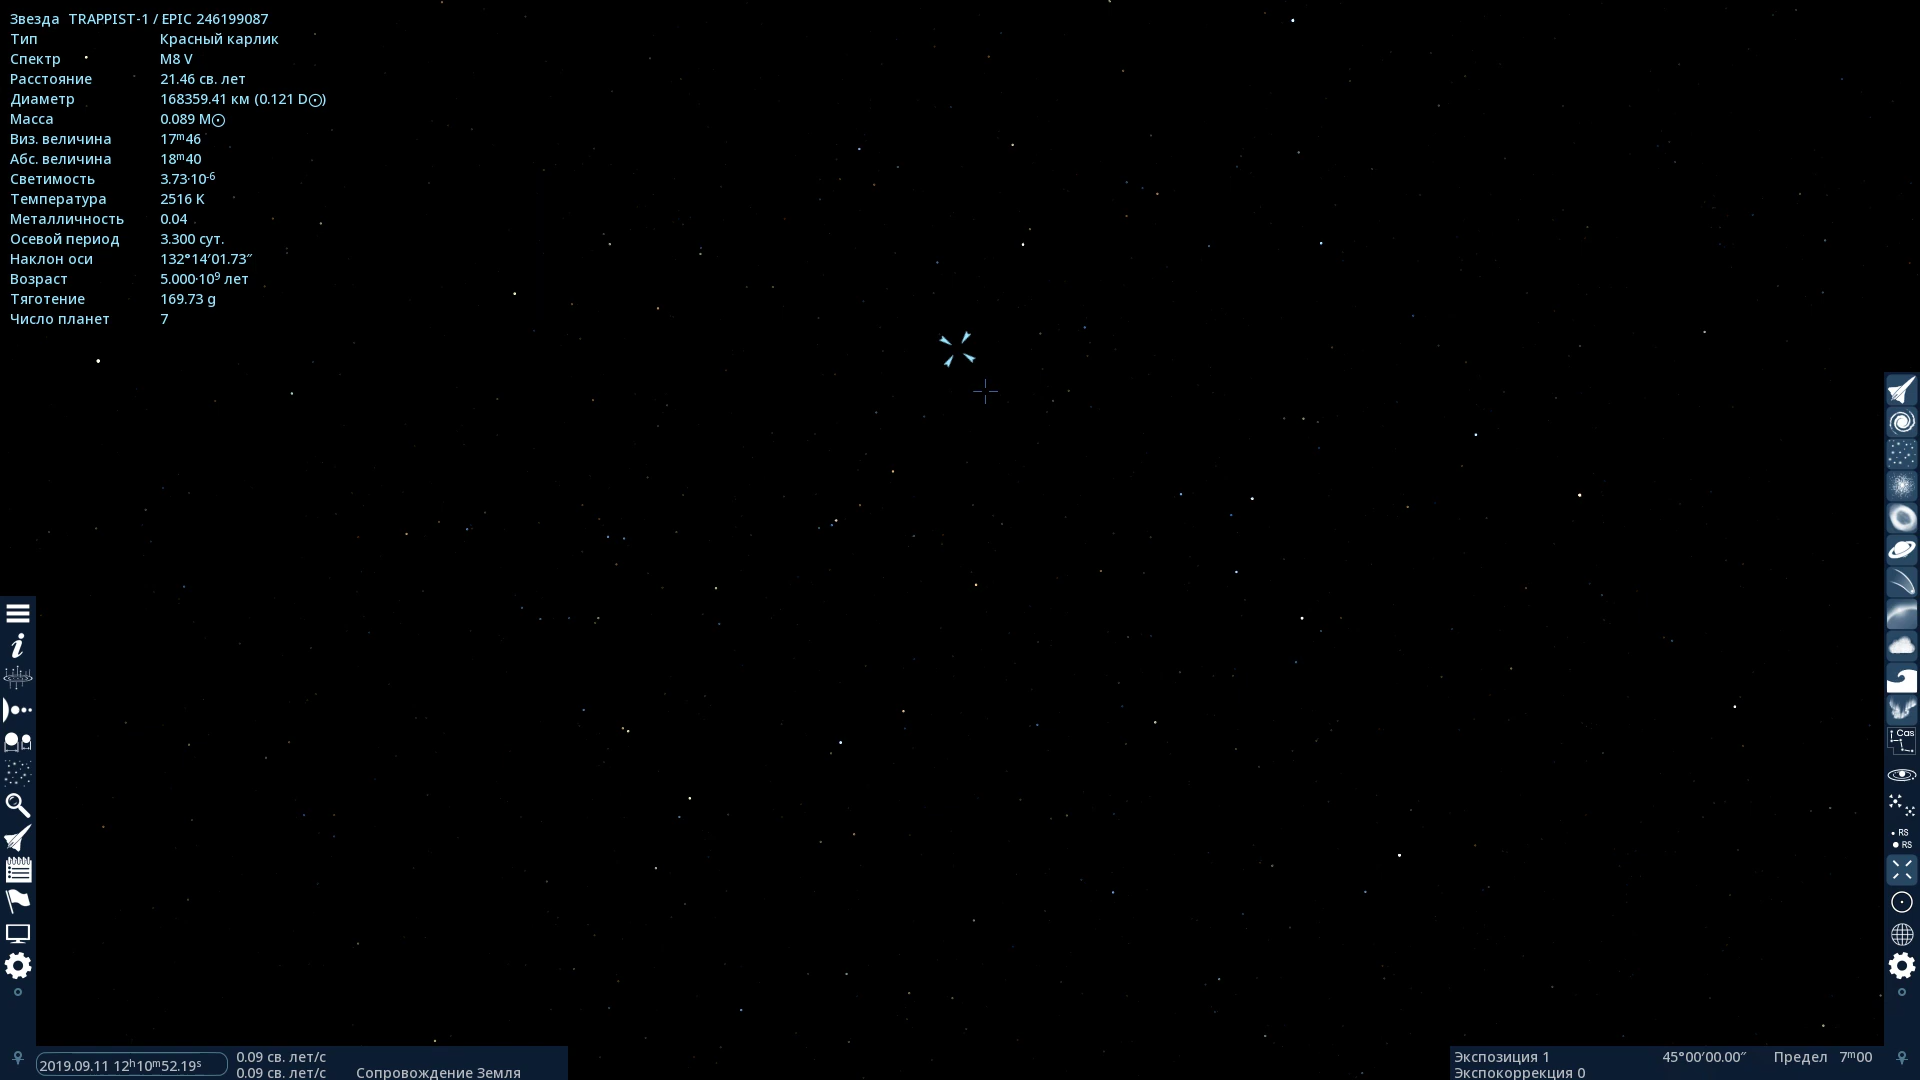 Звезда TRAPPIST-1 / EPIC 246199087
Тип Красный карлик
Спектр M8 V
Расстояние 21.46 св. лет
Диаметр 168359.41 км (0.121 D⊙)
Масса 0.089 M⊙
Виз. величина 17ᵐ46
Абс. величина 18ᵐ40
Светимость 3.73·10⁻⁶
Температура 2516 K
Металличность 0.04
Осевой период 3.300 сут.
Наклон оси 132°14′01.73″
Возраст 5.000·10⁹ лет
Тяготение 169.73 g
Число планет 7
Cas
RS
RS
2019.09.11 12ʰ10ᵐ52.19ˢ
0.09 св. лет/с
0.09 св. лет/с Сопровождение Земля
Экспозиция 1 45°00′00.00″ Предел 7ᵐ00
Экспокоррекция 0